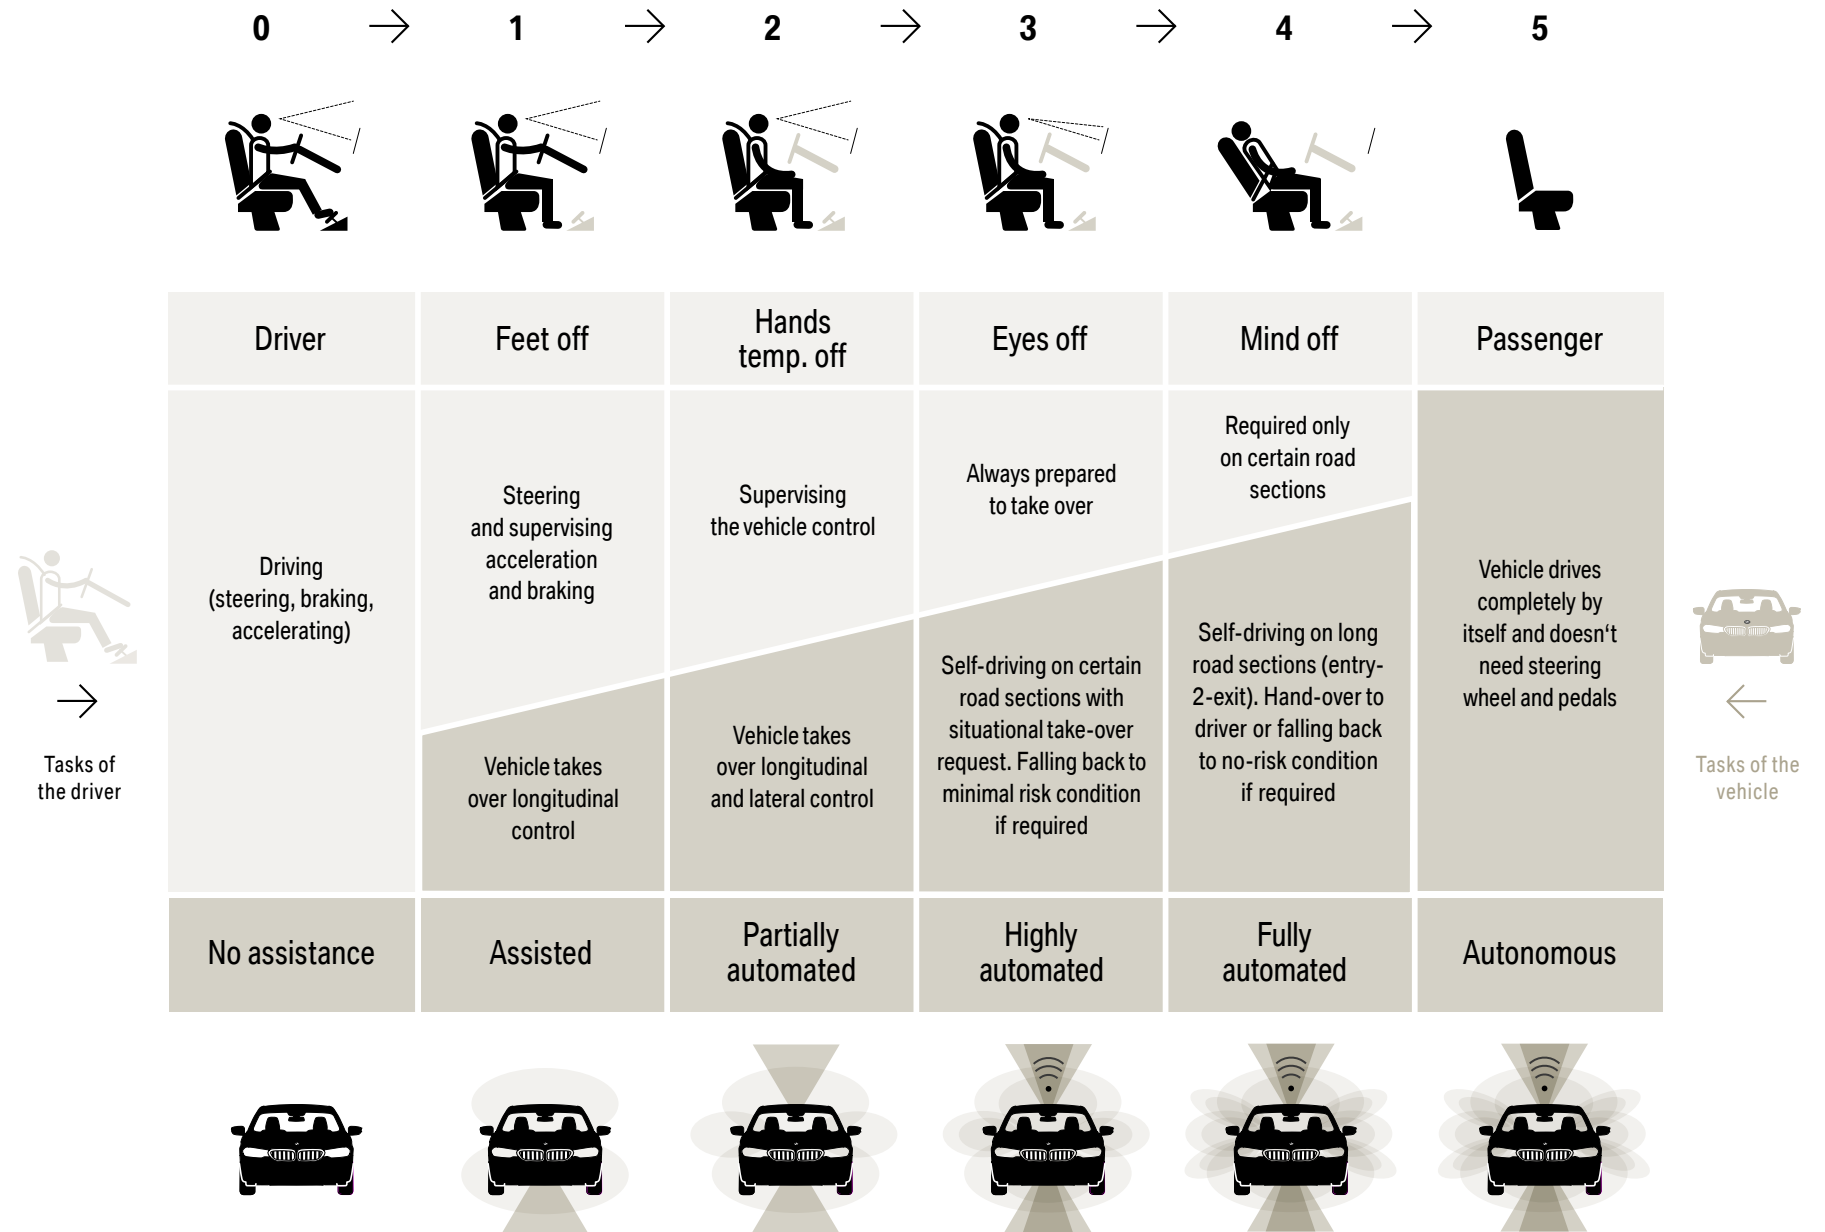 0 → 1 → 2 → 3 → 4 → 5
Driver
Feet off
Hands
temp. off
Eyes off
Mind off
Passenger
Driving
(steering, braking,
accelerating)
Steering
and supervising
acceleration
and braking
Supervising
the vehicle control
Always prepared
to take over
Required only
on certain road
sections
Vehicle takes
over longitudinal
control
Vehicle takes
over longitudinal
and lateral control
Self-driving on certain
road sections with
situational take-over
request. Falling back to
minimal risk condition
if required
Self-driving on long
road sections (entry-
2-exit). Hand-over to
driver or falling back
to no-risk condition
if required
Vehicle drives
completely by
itself and doesn‘t
need steering
wheel and pedals
→
Tasks of
the driver
←
Tasks of the
vehicle
No assistance
Assisted
Partially
automated
Highly
automated
Fully
automated
Autonomous